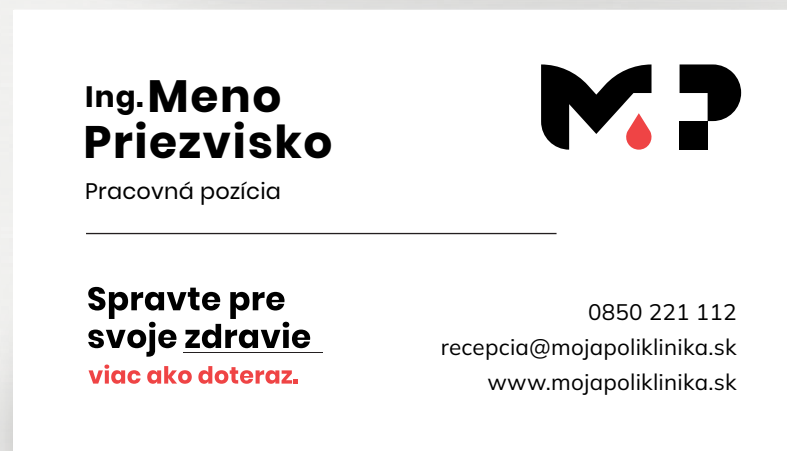 Ing. Meno
Priezvisko
Pracovná pozícia
MP
Spravte pre
svoje zdravie
viac ako doteraz.
0850 221 112
recepcia@mojapoliklinika.sk
www.mojapoliklinika.sk